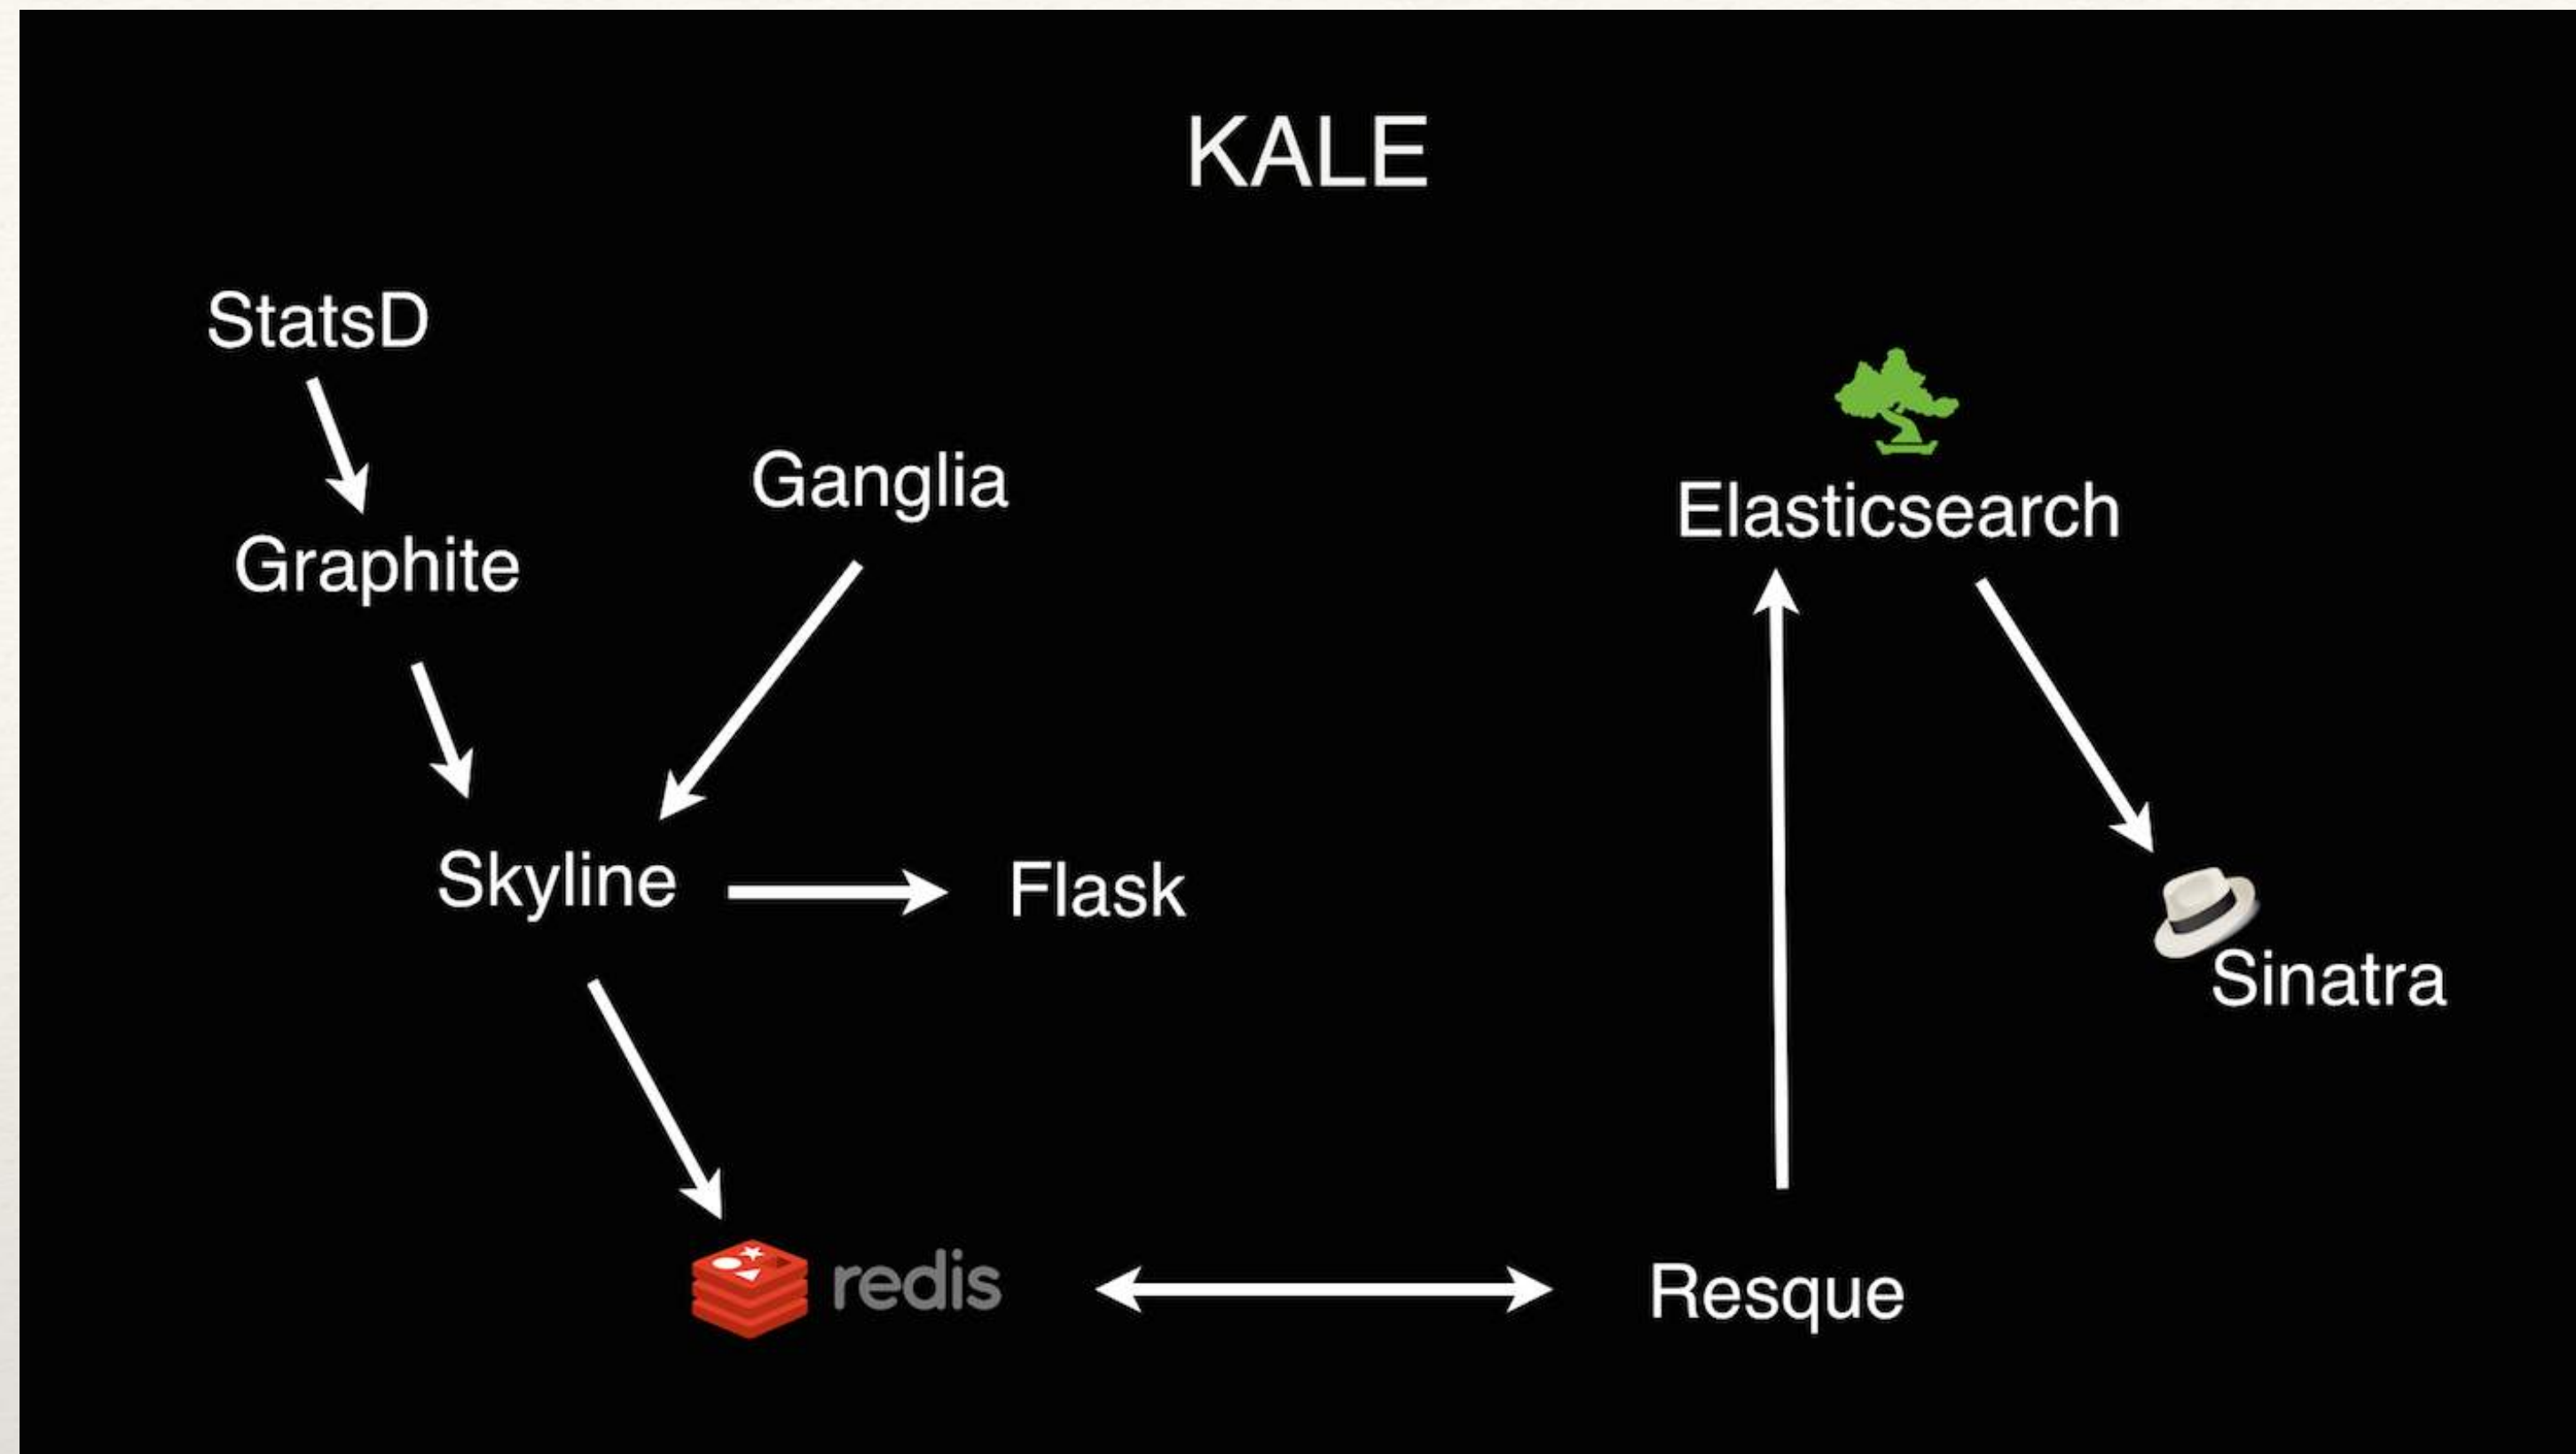 KALE
StatsD
Ganglia
Elasticsearch
Graphite
Skyline
Flask
Sinatra
redis
Resque